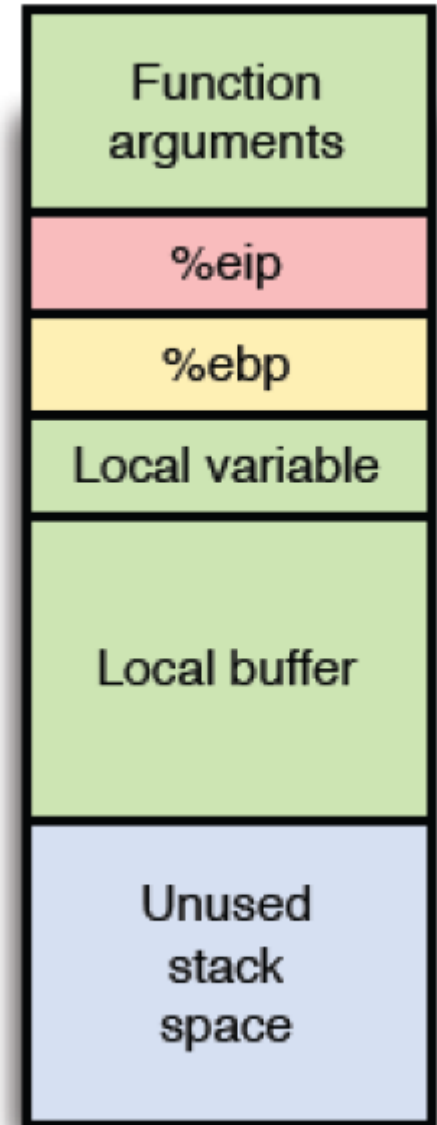 Function
arguments
%eip
%ebp
Local variable
Local buffer
Unused
stack
space